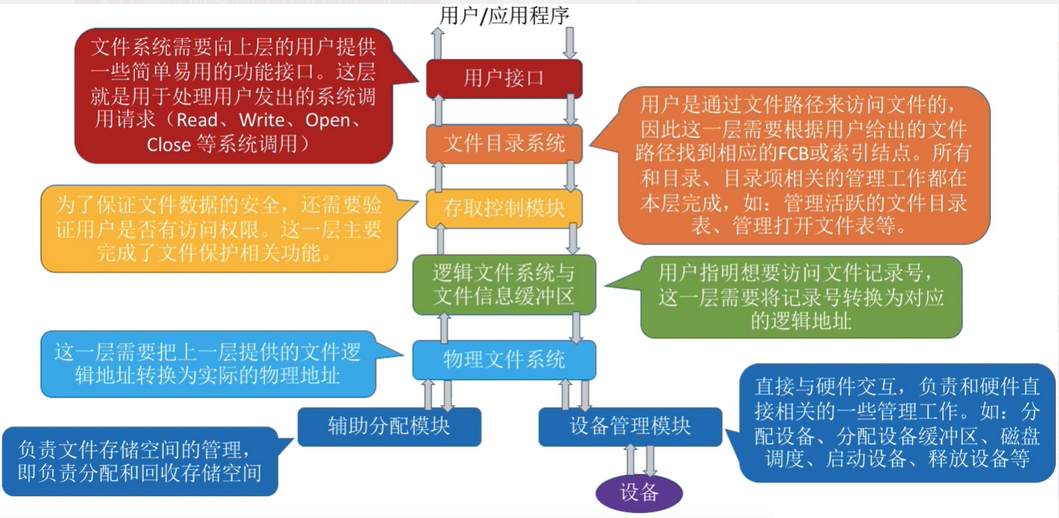 用户/应用程序
文件系统需要向上层的用户提供
一些简单易用的功能接口。这层
就是用于处理用户发出的系统调
用请求（Read、Write、Open、
Close 等系统调用）
用户接口
用户是通过文件路径来访问文件的，
因此这一层需要根据用户给出的文件
路径找到相应的FCB或索引结点。所有
和目录、目录项相关的管理工作都在
本层完成，如：管理活跃的文件目录
表、管理打开文件表等。
文件目录系统
为了保证文件数据的安全，还需要验
证用户是否有访问权限。这一层主要
完成了文件保护相关功能。
存取控制模块
逻辑文件系统与
文件信息缓冲区
用户指明想要访问文件记录号，
这一层需要将记录号转换为对应
的逻辑地址
这一层需要把上一层提供的文件逻
辑地址转换为实际的物理地址
物理文件系统
辅助分配模块
设备管理模块
直接与硬件交互，负责和硬件直
接相关的一些管理工作。如：分
配设备、分配设备缓冲区、磁盘
调度、启动设备、释放设备等
负责文件存储空间的管理，
即负责分配和回收存储空间
设备